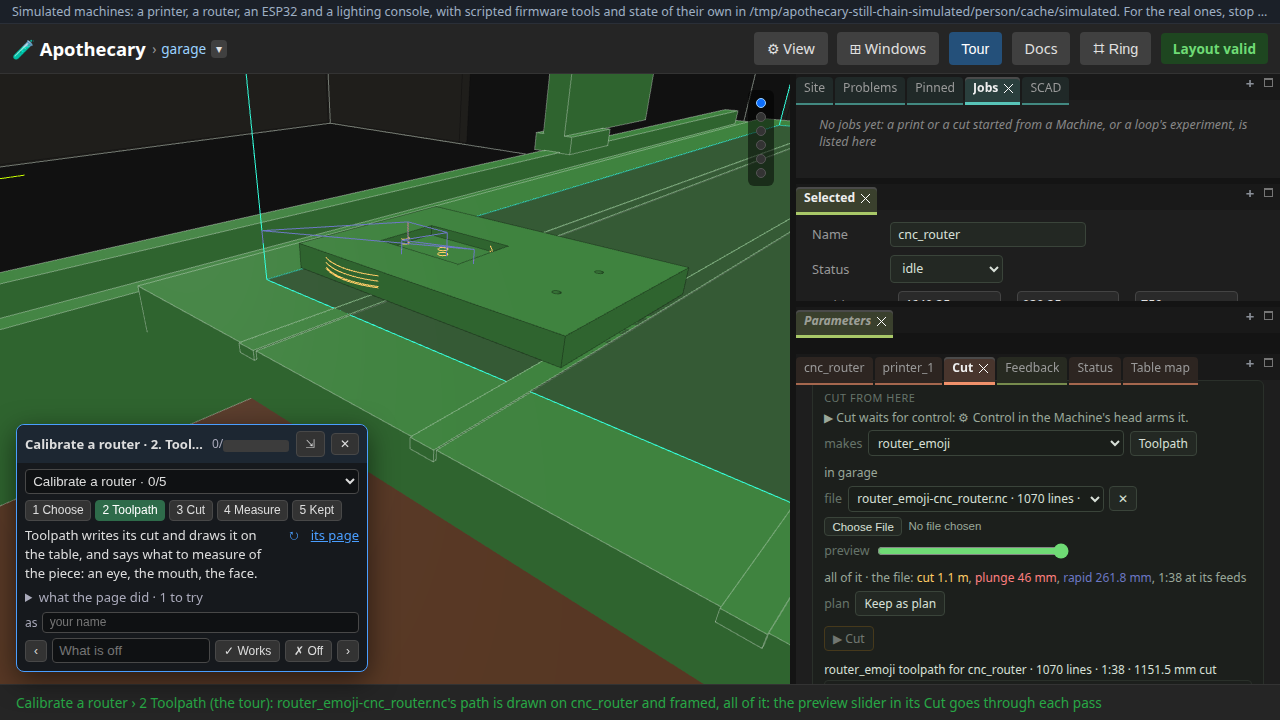 Simulated machines: a printer, a router, an ESP32 and a lighting console, with scripted firmware tools and state of their own in /tmp/apothecary-still-chain-simulated/person/cache/simulated. For the real ones, stop ...
Apothecary › garage ▾
⚙ View
⊞ Windows
Tour
Docs
Ring
Layout valid
Site Problems Pinned Jobs SCAD
No jobs yet: a print or a cut started from a Machine, or a loop's experiment, is
listed here
Selected
Name cnc_router
Status idle
Parameters
cnc_router printer_1 Cut Feedback Status Table map
CUT FROM HERE
▶ Cut waits for control: ⚙ Control in the Machine's head arms it.
makes router_emoji Toolpath
in garage
file router_emoji-cnc_router.nc · 1070 lines ·
Choose File No file chosen
preview
all of it · the file: cut 1.1 m, plunge 46 mm, rapid 261.8 mm, 1:38 at its feeds
plan Keep as plan
▶ Cut
router_emoji toolpath for cnc_router · 1070 lines · 1:38 · 1151.5 mm cut
Calibrate a router · 2. Tool... 0/
Calibrate a router · 0/5
1 Choose 2 Toolpath 3 Cut 4 Measure 5 Kept
Toolpath writes its cut and draws it on
the table, and says what to measure of
the piece: an eye, the mouth, the face.
↻ its page
▶ what the page did · 1 to try
as your name
‹ What is off ✓ Works ✗ Off ›
Calibrate a router › 2 Toolpath (the tour): router_emoji-cnc_router.nc's path is drawn on cnc_router and framed, all of it: the preview slider in its Cut goes through each pass